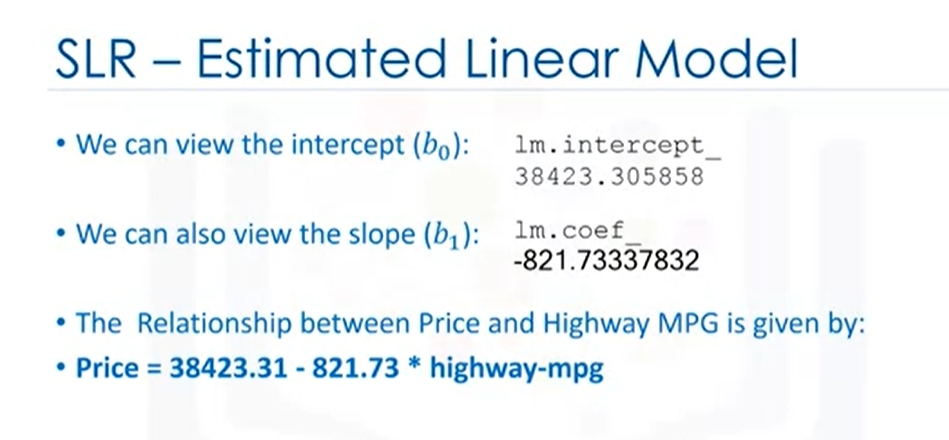 SLR – Estimated Linear Model
• We can view the intercept (b₀): lm.intercept_
38423.305858
• We can also view the slope (b₁): lm.coef_
-821.73337832
• The  Relationship between Price and Highway MPG is given by:
• Price = 38423.31 - 821.73 * highway-mpg